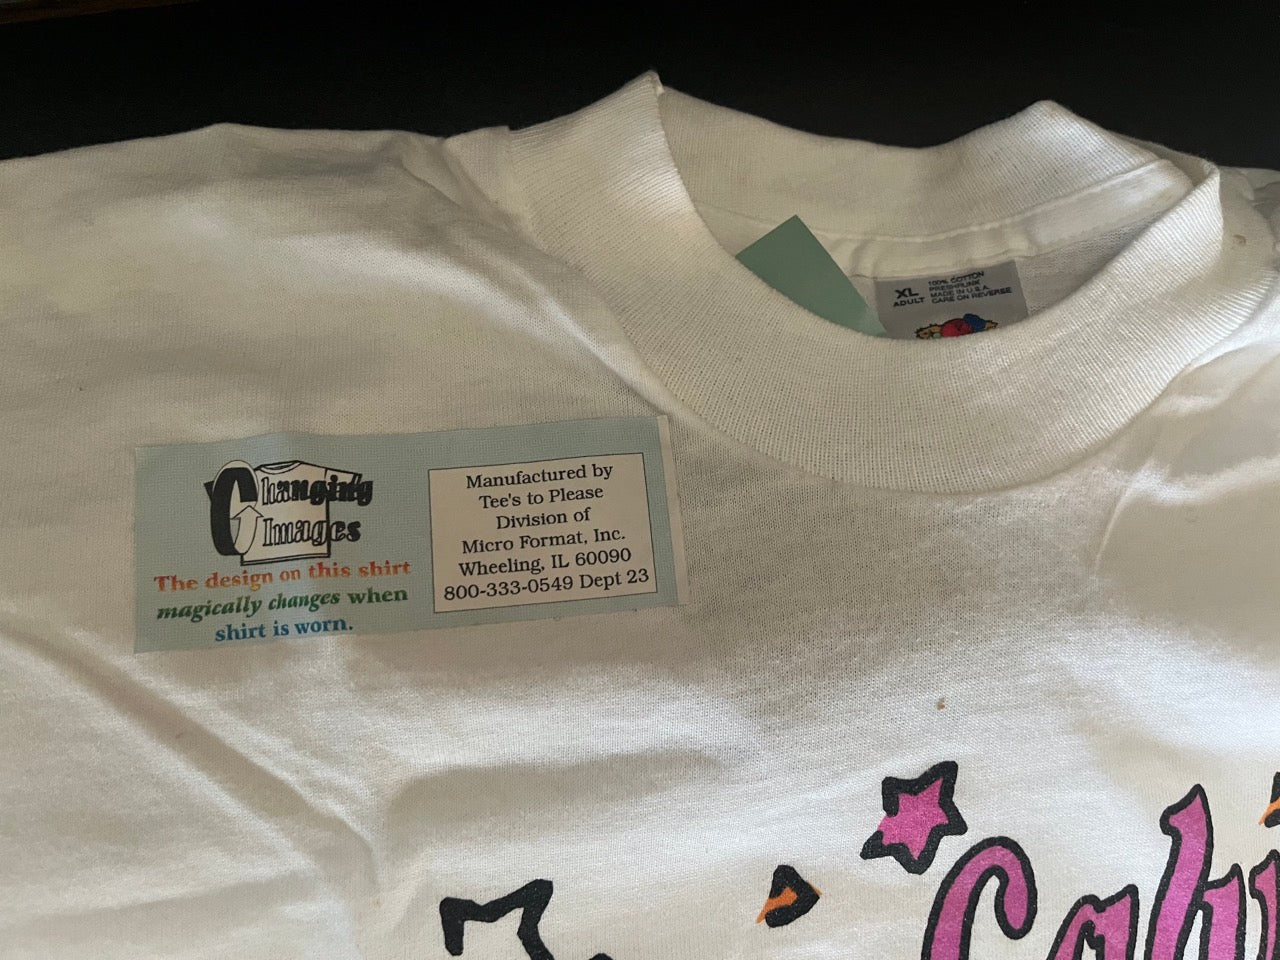 XL
ADULT
100% COTTON
PRESHRUNK
MADE IN U.S.A.
CARE ON REVERSE
Changing
Images
The design on this shirt
magically changes when
shirt is worn.
Manufactured by
Tee's to Please
Division of
Micro Format, Inc.
Wheeling, IL 60090
800-333-0549 Dept 23